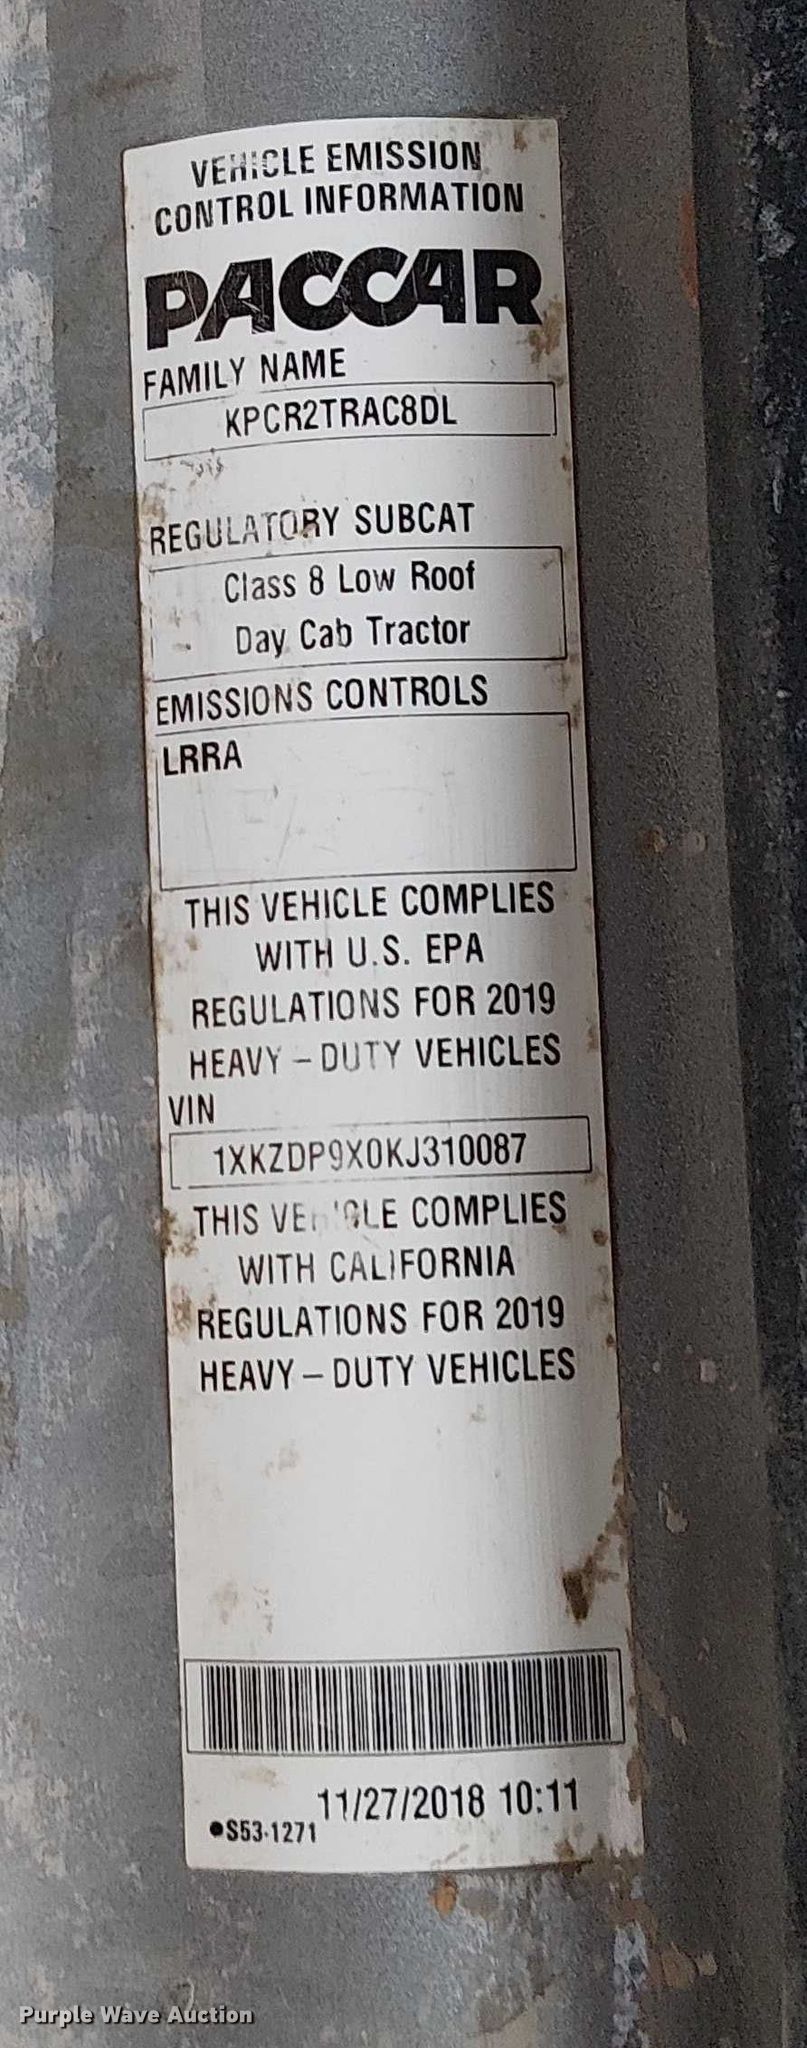 VEHICLE EMISSION
CONTROL INFORMATION
PACCAR
FAMILY NAME
KPCR2TRAC8DL
REGULATORY SUBCAT
Class 8 Low Roof
Day Cab Tractor
EMISSIONS CONTROLS
LRRA
THIS VEHICLE COMPLIES
WITH U.S. EPA
REGULATIONS FOR 2019
HEAVY – DUTY VEHICLES
VIN
1XKZDP9X0KJ310087
THIS VEHICLE COMPLIES
WITH CALIFORNIA
REGULATIONS FOR 2019
HEAVY – DUTY VEHICLES
11/27/2018 10:11
●S53-1271
Purple Wave Auction